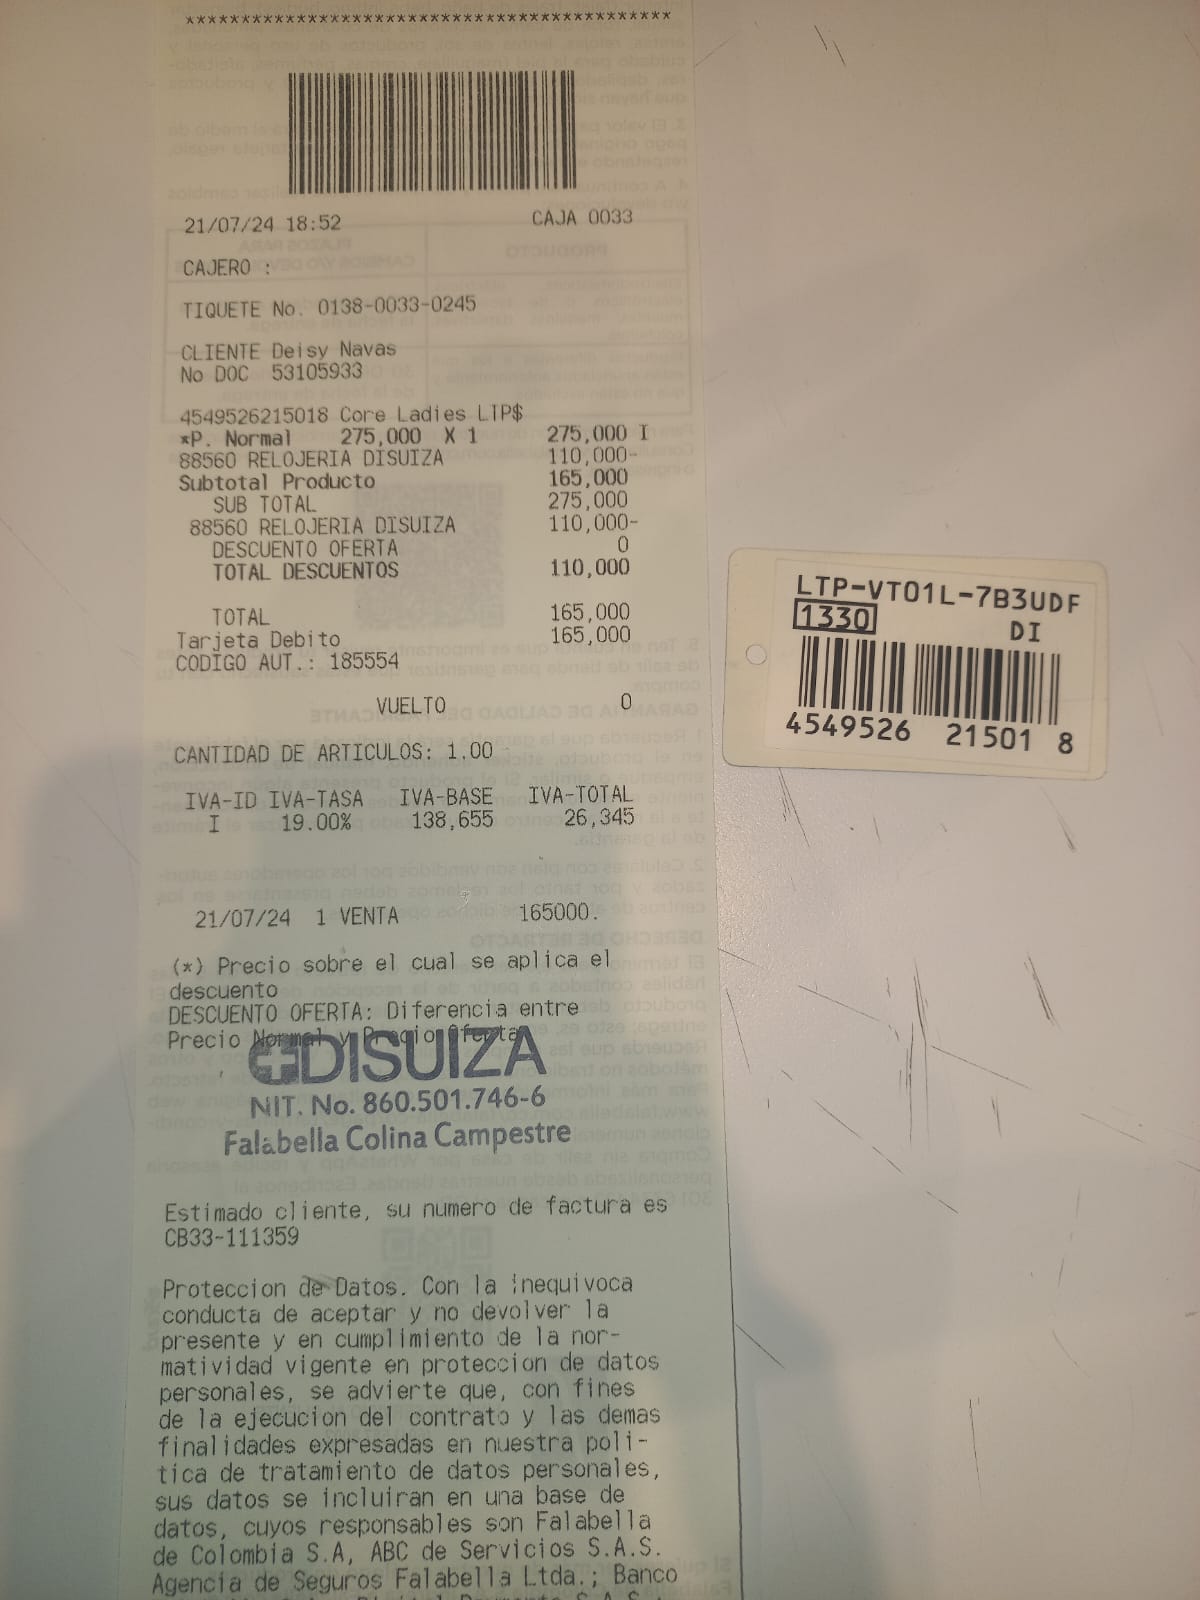 ******************************************
21/07/24 18:52 CAJA 0033
CAJERO :
TIQUETE No. 0138-0033-0245
CLIENTE Deisy Navas
No DOC 53105933
4549526215018 Core Ladies LTP$
*P. Normal 275,000 X 1 275,000 I
88560 RELOJERIA DISUIZA 110,000-
Subtotal Producto 165,000
SUB TOTAL 275,000
88560 RELOJERIA DISUIZA 110,000-
DESCUENTO OFERTA 0
TOTAL DESCUENTOS 110,000
TOTAL 165,000
Tarjeta Debito 165,000
CODIGO AUT.: 185554
VUELTO 0
CANTIDAD DE ARTICULOS: 1.00
IVA-ID IVA-TASA IVA-BASE IVA-TOTAL
I 19.00% 138,655 26,345
21/07/24 1 VENTA 165000.
(*) Precio sobre el cual se aplica el
descuento
DESCUENTO OFERTA: Diferencia entre
Precio Normal y Precio Oferta
DISUIZA
NIT. No. 860.501.746-6
Falabella Colina Campestre
Estimado cliente, su numero de factura es
CB33-111359
Proteccion de Datos. Con la inequivoca
conducta de aceptar y no devolver la
presente y en cumplimiento de la nor-
matividad vigente en proteccion de datos
personales, se advierte que, con fines
de la ejecucion del contrato y las demas
finalidades expresadas en nuestra poli-
tica de tratamiento de datos personales,
sus datos se incluiran en una base de
datos, cuyos responsables son Falabella
de Colombia S.A, ABC de Servicios S.A.S.
Agencia de Seguros Falabella Ltda.; Banco
LTP-VT01L-7B3UDF
1330 DI
4549526 21501 8